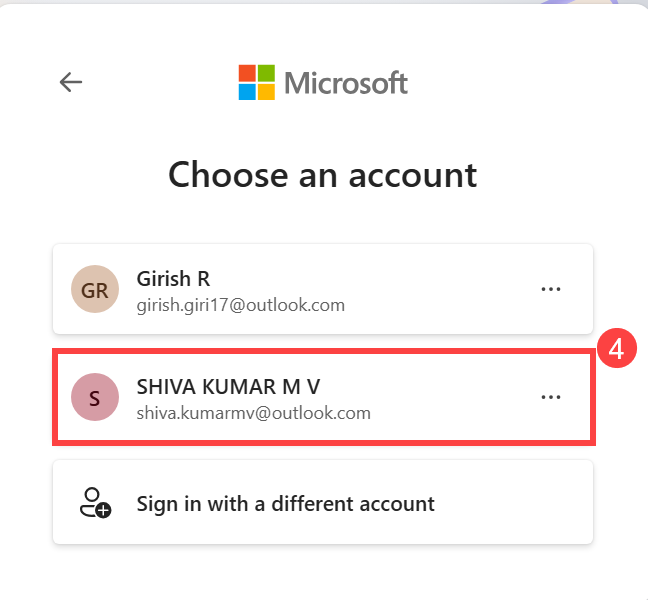 Microsoft
Choose an account
GR
Girish R
girish.giri17@outlook.com
4
S
SHIVA KUMAR M V
shiva.kumarmv@outlook.com
Sign in with a different account